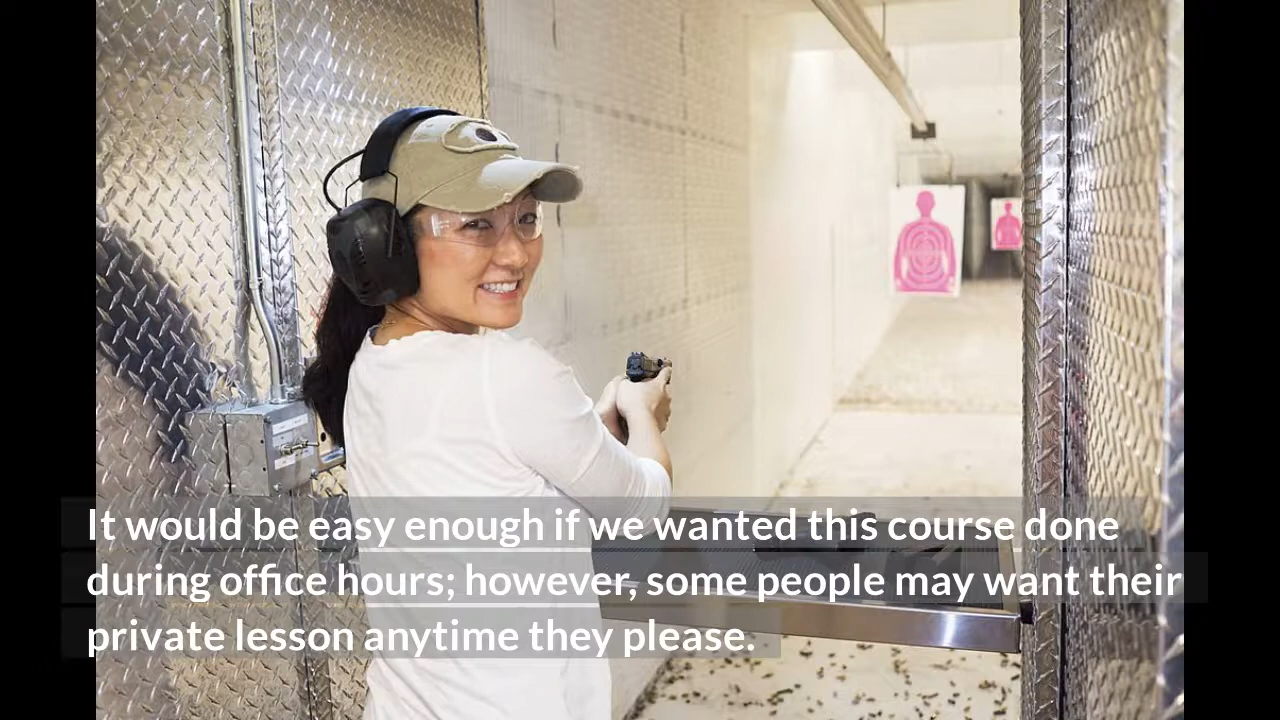 It would be easy enough if we wanted this course done
during office hours; however, some people may want their
private lesson anytime they please.